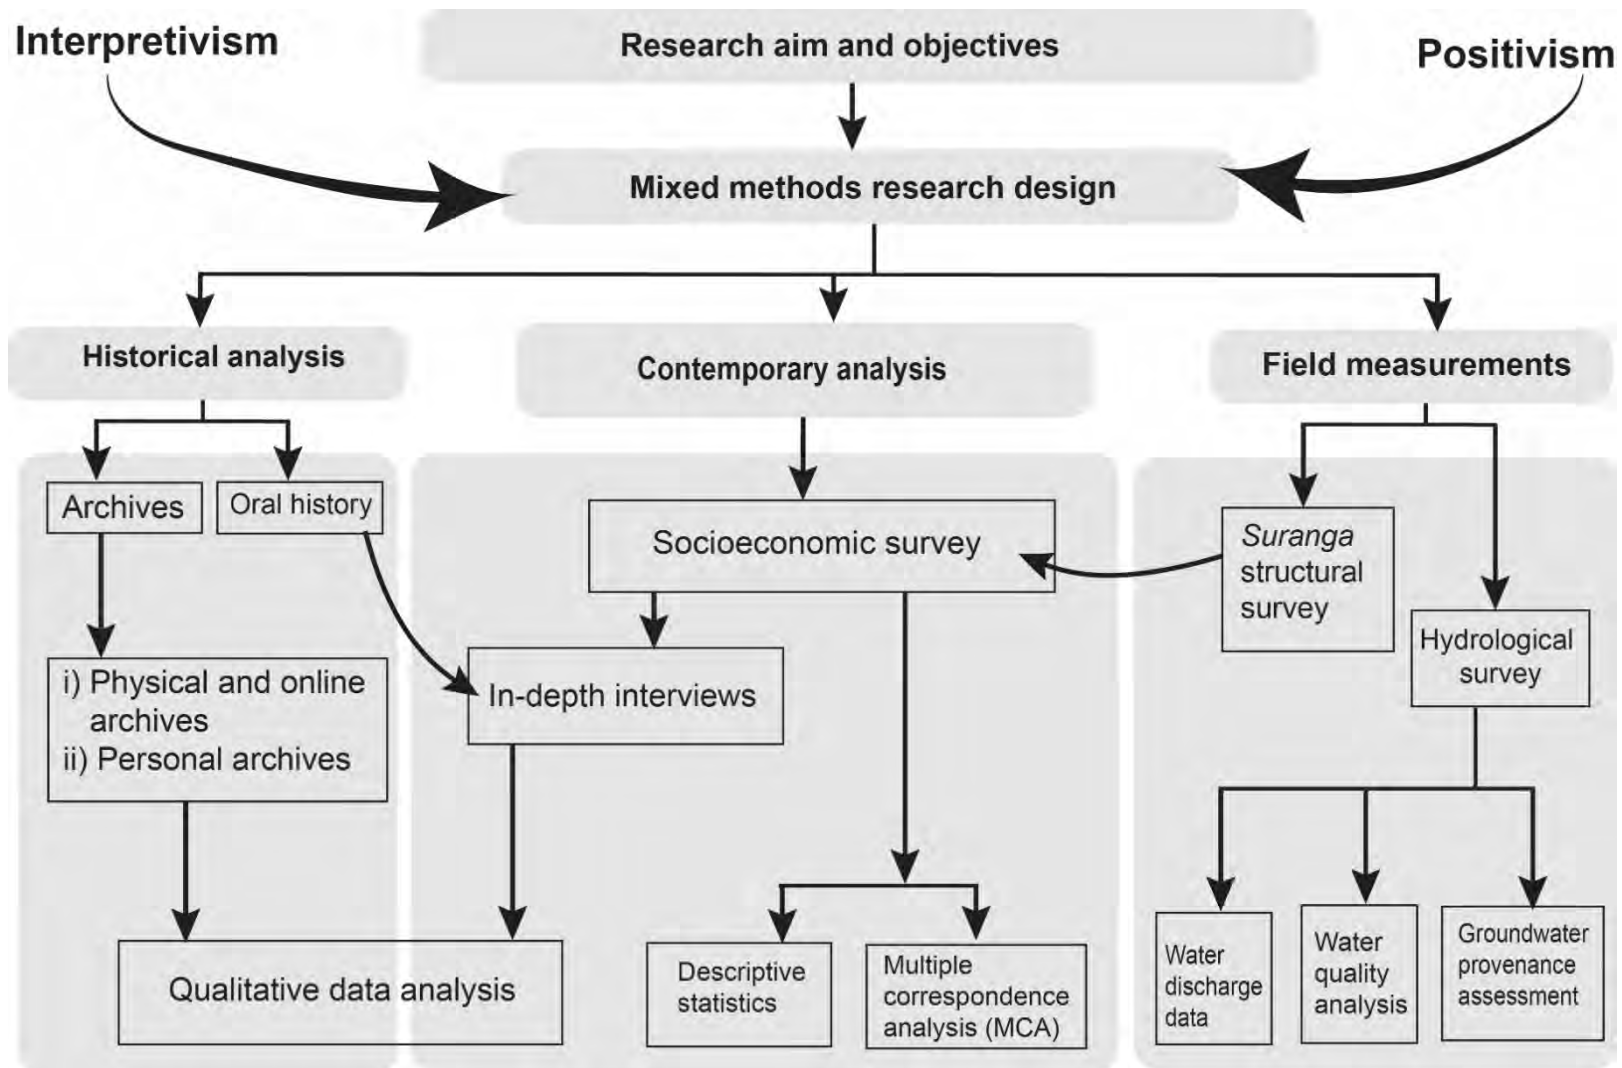 Interpretivism
Research aim and objectives
Positivism
Mixed methods research design
Historical analysis
Contemporary analysis
Field measurements
Archives
Oral history
Socioeconomic survey
Suranga
structural
survey
Hydrological
survey
i) Physical and online
archives
ii) Personal archives
In-depth interviews
Qualitative data analysis
Descriptive
statistics
Multiple
correspondence
analysis (MCA)
Water
discharge
data
Water
quality
analysis
Groundwater
provenance
assessment